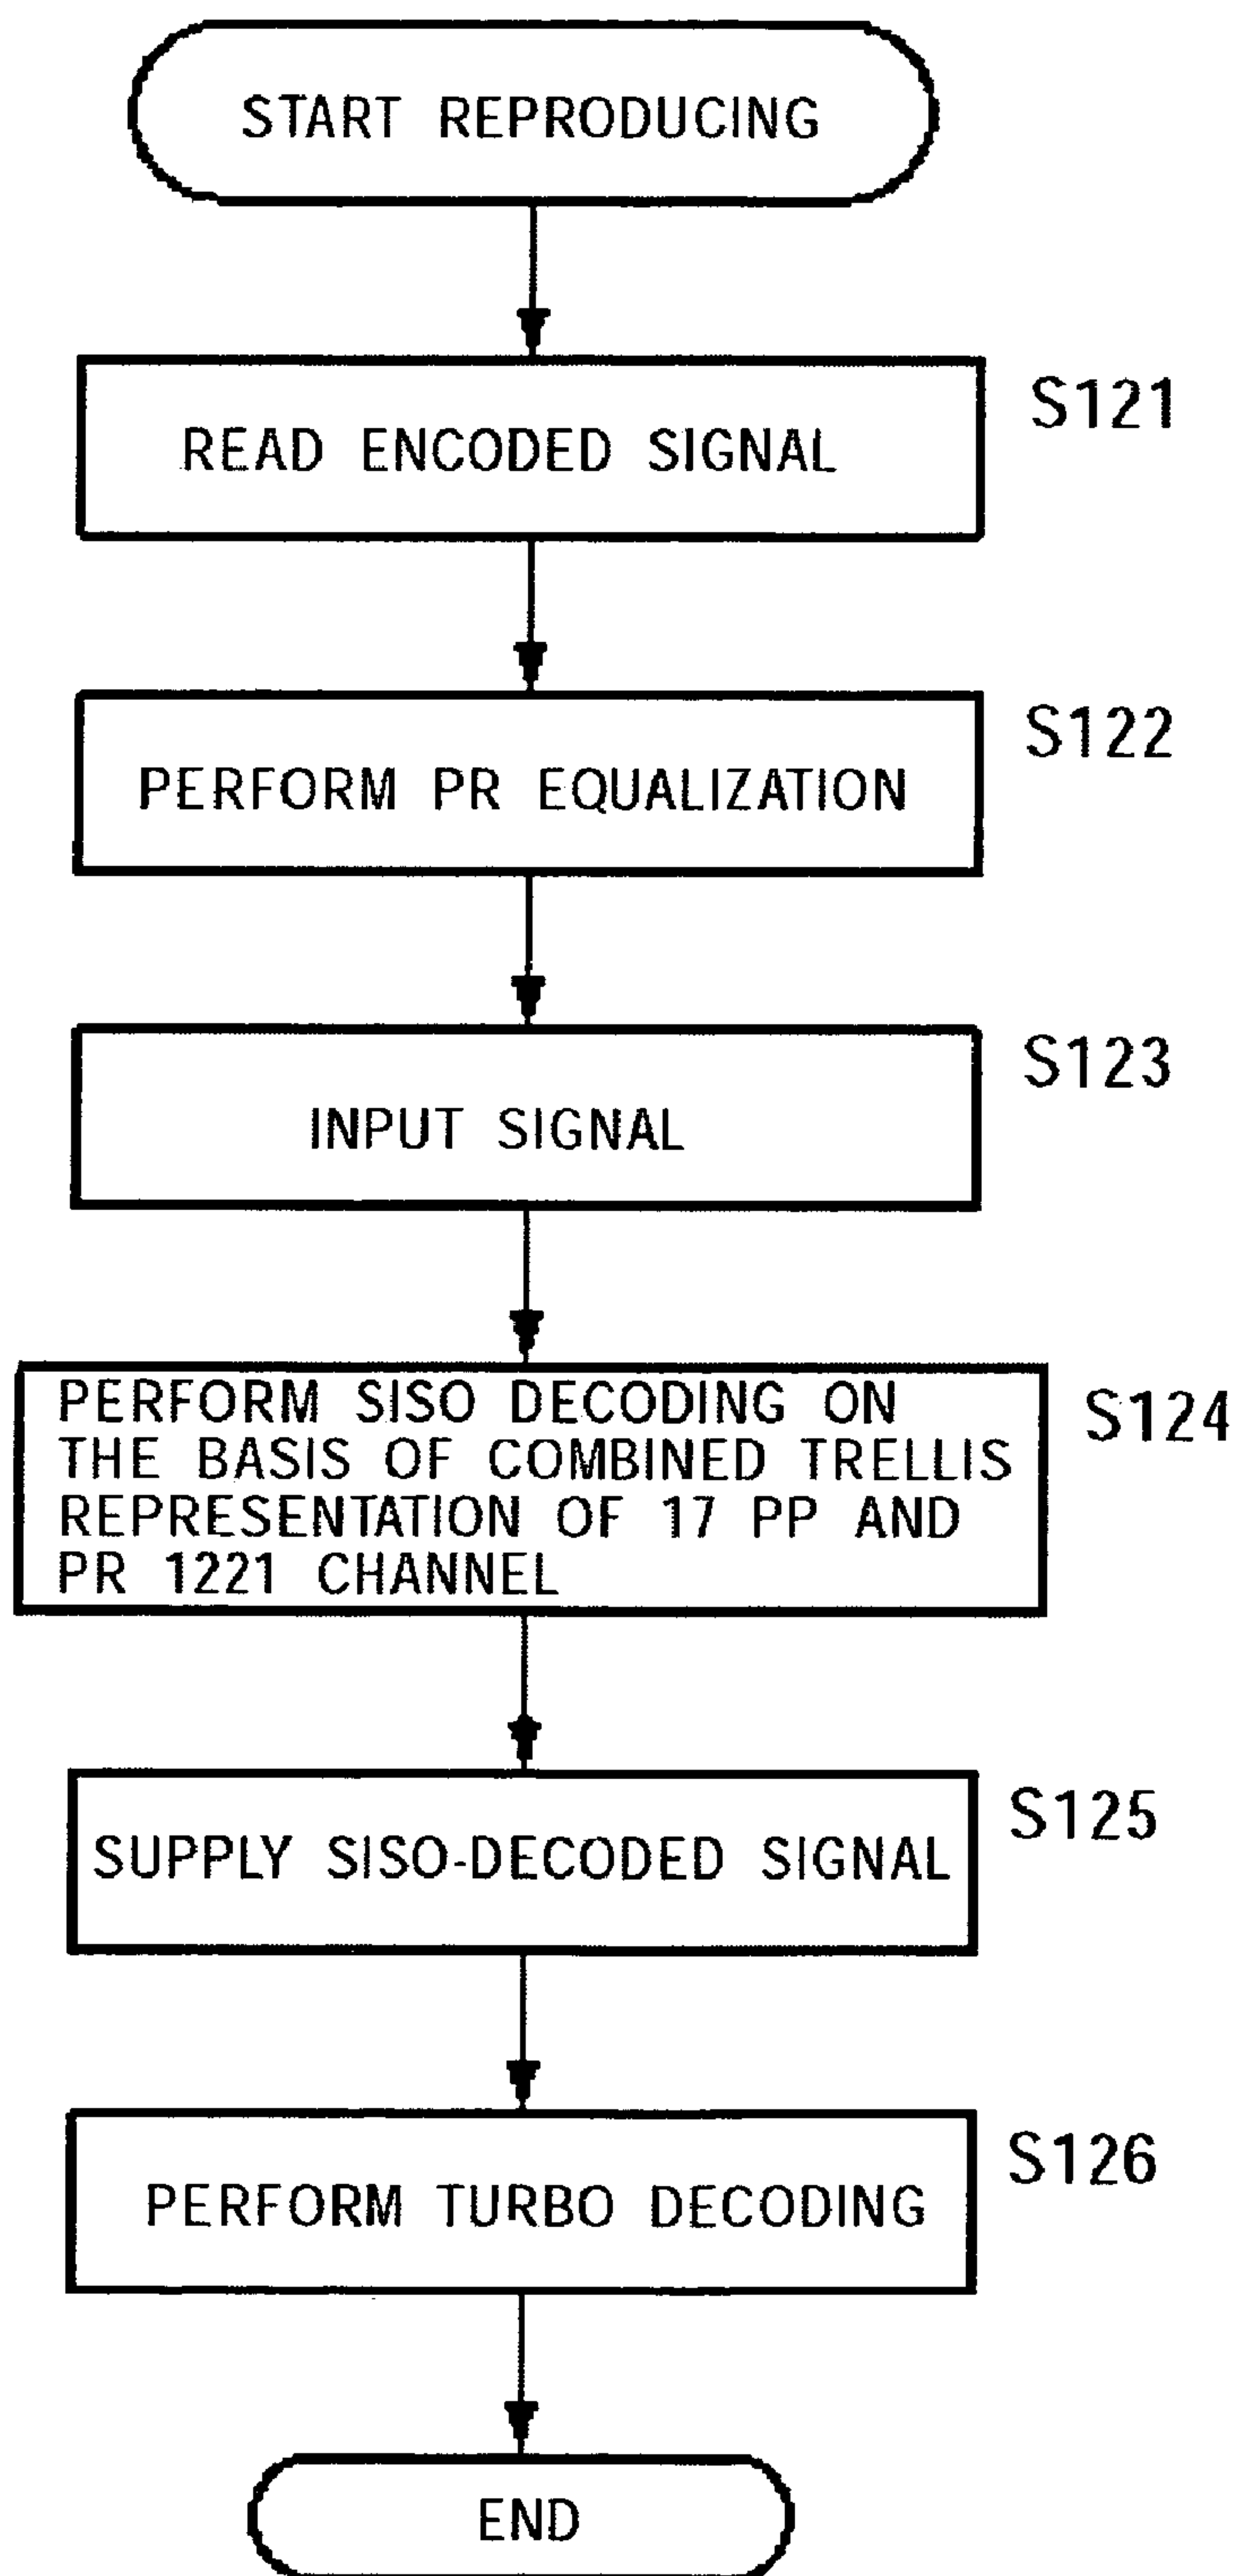 START REPRODUCING
READ ENCODED SIGNAL
S121
PERFORM PR EQUALIZATION
S122
INPUT SIGNAL
S123
PERFORM SISO DECODING ON
THE BASIS OF COMBINED TRELLIS
REPRESENTATION OF 17 PP AND
PR 1221 CHANNEL
S124
SUPPLY SISO-DECODED SIGNAL
S125
PERFORM TURBO DECODING
S126
END